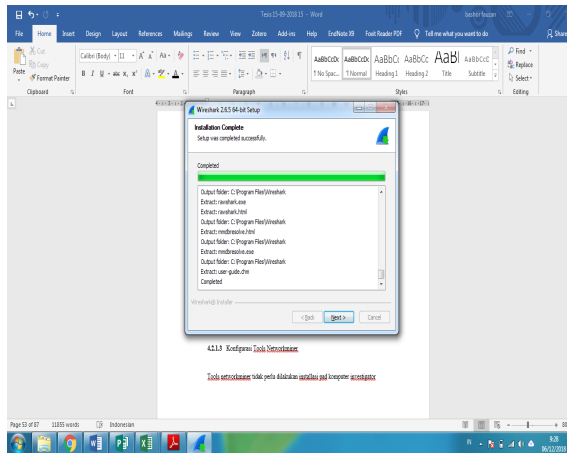 Tesis 15-09-2018 15 - Word
File Home Insert Design Layout References Mailings Review View Zotero Add-ins Help EndNote X9 Foxit Reader PDF Tell me what you want to do Share
Paste
Cut
Copy
Format Painter
Calibri (Body) 11
AaBbCcDc AaBbCcDc AaBbCc AaBbCc AaBl AaBbCcC
¶ No Spac... ¶ Normal Heading 1 Heading 2 Title Subtitle
Find
Replace
Select
Clipboard Font Paragraph Styles Editing
Wireshark 2.6.5 64-bit Setup
Installation Complete
Setup was completed successfully.
Completed
Output folder: C:\Program Files\Wireshark
Extract: rawshark.exe
Extract: rawshark.html
Output folder: C:\Program Files\Wireshark
Extract: mmdbresolve.html
Output folder: C:\Program Files\Wireshark
Extract: mmdbresolve.exe
Output folder: C:\Program Files\Wireshark
Extract: user-guide.chm
Completed
Wireshark® Installer
< Back Next > Cancel
4.2.1.3 Konfigurasi Tools Networkminer
Tools networkminer tidak perlu dilakukan installasi pad komputer investigator
Page 53 of 87 11855 words Indonesian
IN 9:28
06/12/2018